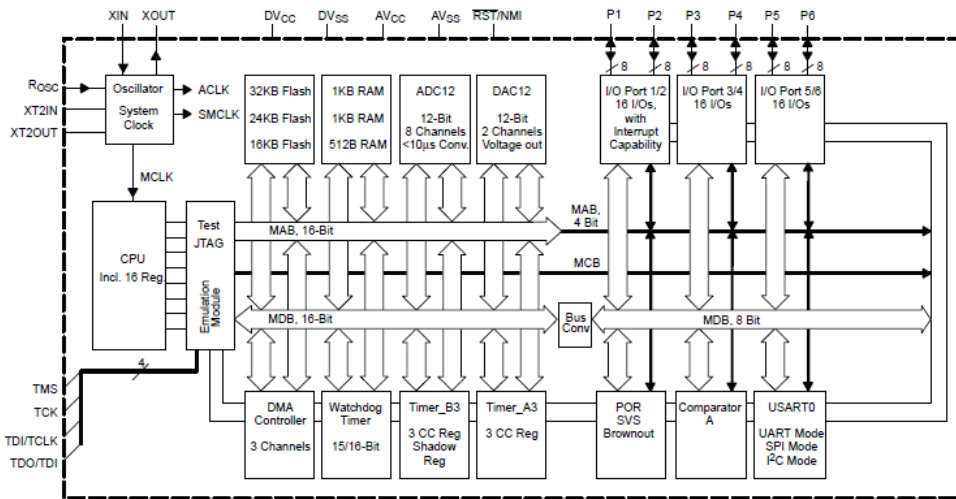 XIN XOUT DVCC DVSS AVCC AVSS RST/NMI P1 P2 P3 P4 P5 P6
8 8 8 8 8 8
ROSC
XT2IN
XT2OUT
Oscillator
System
Clock
ACLK
SMCLK
MCLK
32KB Flash
24KB Flash
16KB Flash
1KB RAM
1KB RAM
512B RAM
ADC12
12-Bit
8 Channels
<10µs Conv.
DAC12
12-Bit
2 Channels
Voltage out
I/O Port 1/2
16 I/Os,
with
Interrupt
Capability
I/O Port 3/4
16 I/Os
I/O Port 5/6
16 I/Os
CPU
Incl. 16 Reg.
Test
JTAG
Emulation
Module
MAB, 16-Bit
MAB,
4 Bit
MCB
MDB, 16-Bit
Bus
Conv
MDB, 8 Bit
4
TMS
TCK
TDI/TCLK
TDO/TDI
DMA
Controller
3 Channels
Watchdog
Timer
15/16-Bit
Timer_B3
3 CC Reg
Shadow
Reg
Timer_A3
3 CC Reg
POR
SVS
Brownout
Comparator
A
USART0
UART Mode
SPI Mode
I²C Mode